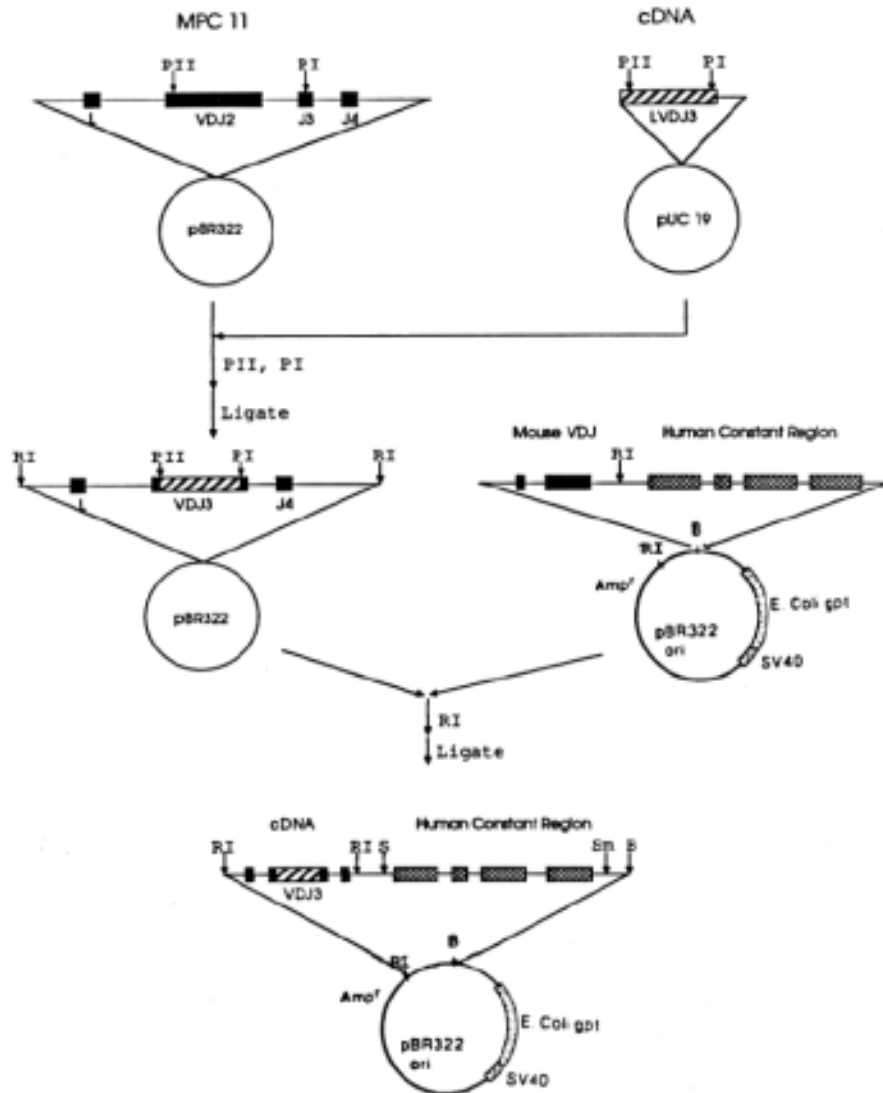 MPC 11
cDNA
PII PI
PII PI
L VDJ2 J3 J4
LVDJ3
pBR322
pUC 19
PII, PI
Ligate
Mouse VDJ Human Constant Region
RI PII PI RI
RI
L VDJ3 J4
B
RI
Ampr
E. Coli gpt
pBR322
pBR322
ori
SV40
RI
Ligate
cDNA Human Constant Region
RI RI S Sm B
VDJ3
B
RI
Ampr
E. Coli gpt
pBR322
ori
SV40